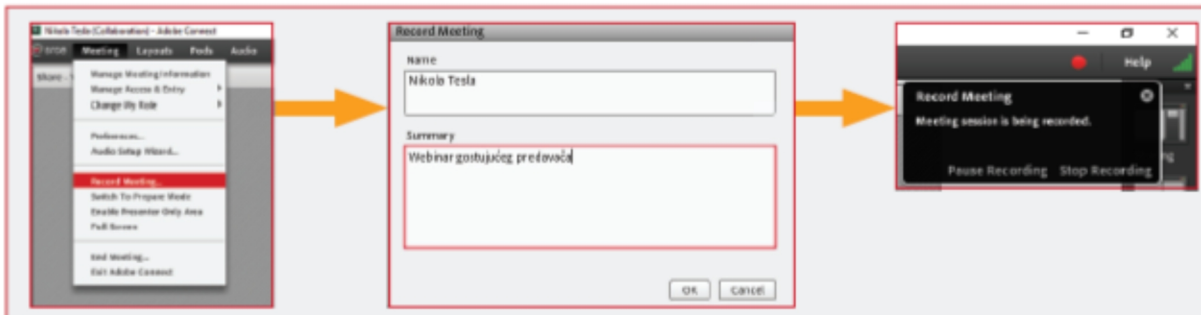 Nikola Tesla (Collaboration) - Adobe Connect
Meeting Layouts Pods Audio
Share -
Manage Meeting Information
Manage Access & Entry
Change My Role
Preferences...
Audio Setup Wizard...
Record Meeting...
Switch To Prepare Mode
Enable Presenter Only Area
Full Screen
End Meeting...
Exit Adobe Connect
Record Meeting
Name
Nikola Tesla
Summary
Webinar gostujućeg predavača
OK Cancel
Help
Record Meeting
Meeting session is being recorded.
Pause Recording Stop Recording